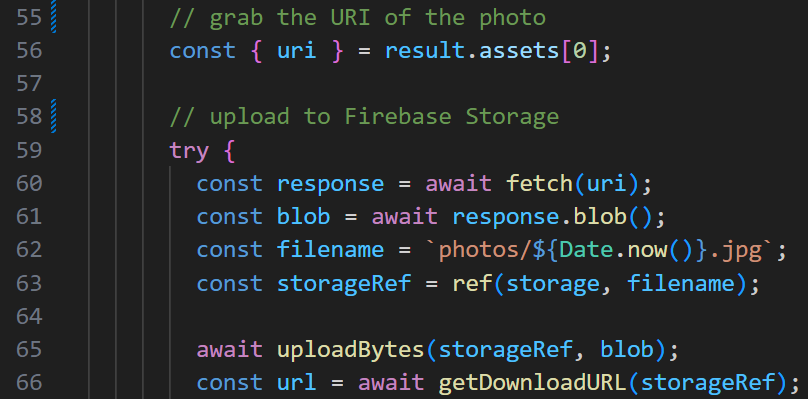 55 // grab the URI of the photo
56 const { uri } = result.assets[0];
57
58 // upload to Firebase Storage
59 try {
60 const response = await fetch(uri);
61 const blob = await response.blob();
62 const filename = `photos/${Date.now()}.jpg`;
63 const storageRef = ref(storage, filename);
64
65 await uploadBytes(storageRef, blob);
66 const url = await getDownloadURL(storageRef);